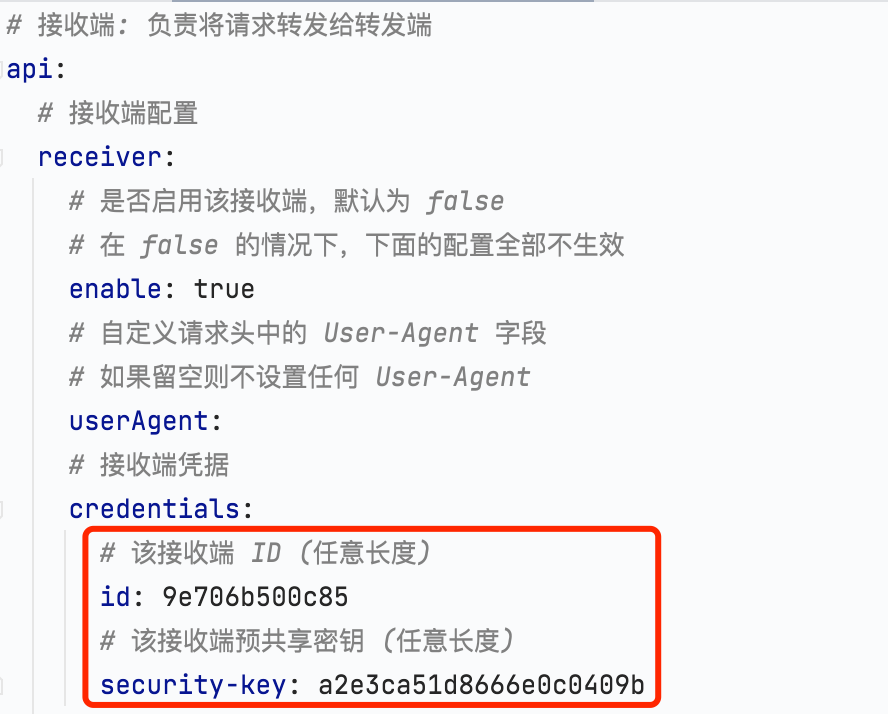 # 接收端: 负责将请求转发给转发端
api:
# 接收端配置
receiver:
# 是否启用该接收端, 默认为 false
# 在 false 的情况下, 下面的配置全部不生效
enable: true
# 自定义请求头中的 User-Agent 字段
# 如果留空则不设置任何 User-Agent
userAgent:
# 接收端凭据
credentials:
# 该接收端 ID (任意长度)
id: 9e706b500c85
# 该接收端预共享密钥 (任意长度)
security-key: a2e3ca51d8666e0c0409b